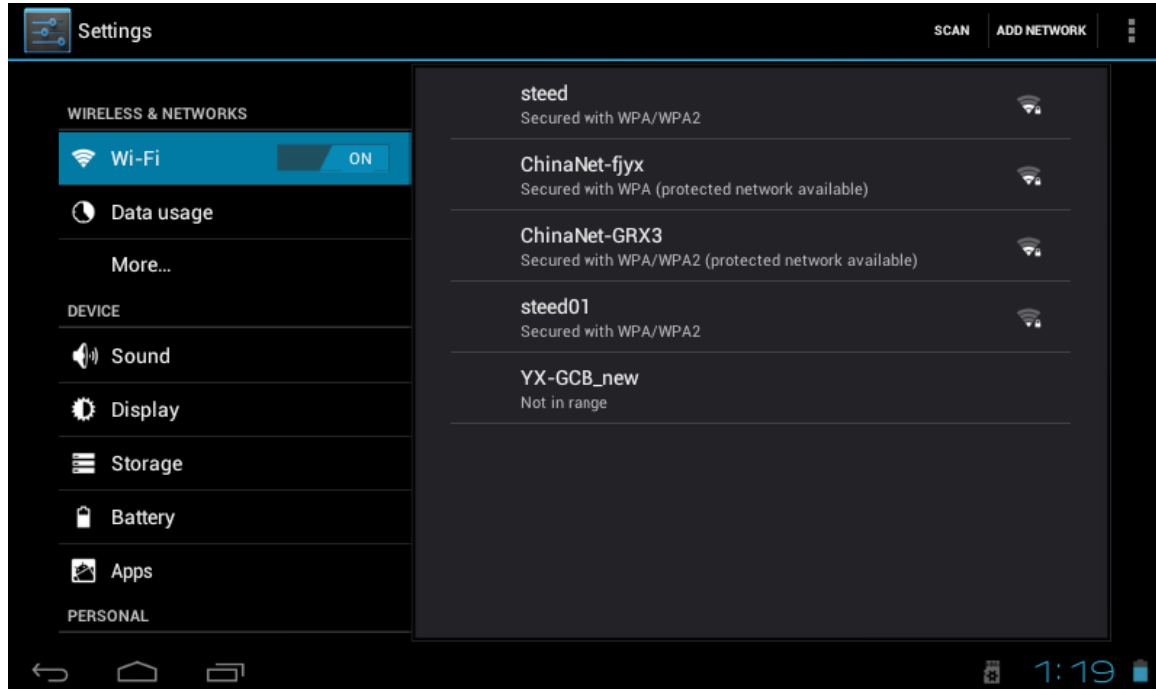 Settings
SCAN
ADD NETWORK
WIRELESS & NETWORKS
Wi-Fi
ON
Data usage
More...
DEVICE
Sound
Display
Storage
Battery
Apps
PERSONAL
steed
Secured with WPA/WPA2
ChinaNet-fjyx
Secured with WPA (protected network available)
ChinaNet-GRX3
Secured with WPA/WPA2 (protected network available)
steed01
Secured with WPA/WPA2
YX-GCB_new
Not in range
1:19